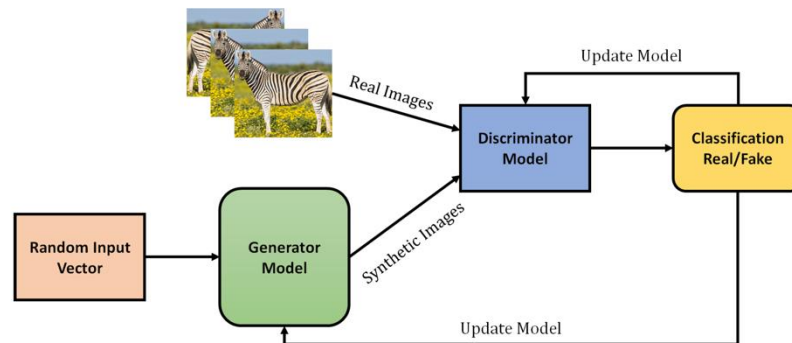 Update Model
Real Images
Discriminator
Model
Classification
Real/Fake
Synthetic Images
Random Input
Vector
Generator
Model
Update Model